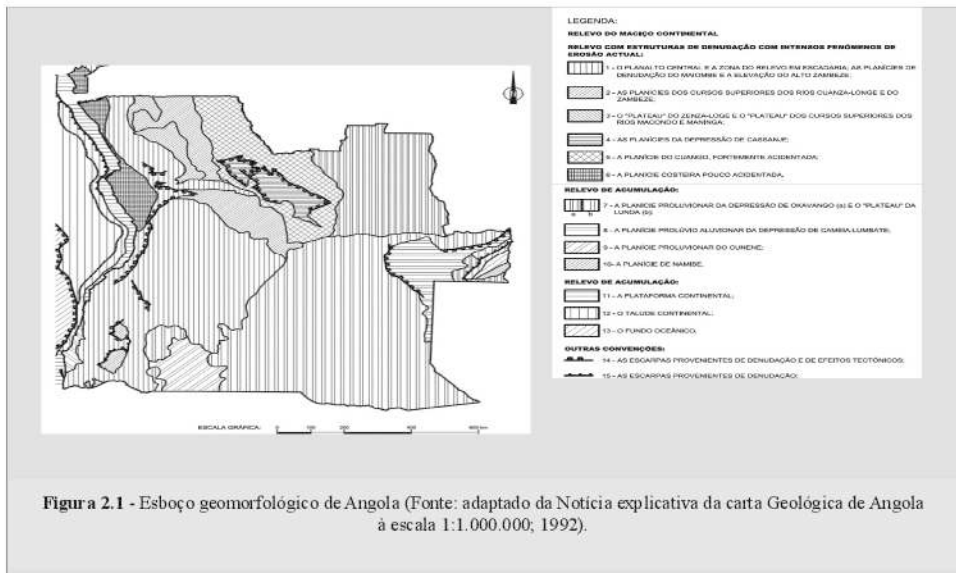 LEGENDA:
RELEVO DO MACIÇO CONTINENTAL
RELEVO COM ESTRUTURAS DE DENUDAÇÃO COM INTENSOS FENÓMENOS DE
EROSÃO ACTUAL:
1 - O PLANALTO CENTRAL E A ZONA DO RELEVO EM ESCADARIA; AS PLANÍCIES DE
DENUDAÇÃO DO MAIOMBE E A ELEVAÇÃO DO ALTO ZAMBEZE;
2 - AS PLANÍCIES DOS CURSOS SUPERIORES DOS RIOS CUANZA-LONGE E DO
ZAMBEZE;
3 - O "PLATEAU" DO ZENZA-LOGE E O "PLATEAU" DOS CURSOS SUPERIORES DOS
RIOS MACONDO E MANINGA;
4 - AS PLANÍCIES DA DEPRESSÃO DE CASSANJE;
5 - A PLANÍCIE DO CUANGO, FORTEMENTE ACIDENTADA;
6 - A PLANÍCIE COSTEIRA POUCO ACIDENTADA.
RELEVO DE ACUMULAÇÃO:
7 - A PLANÍCIE PROLUVIONAR DA DEPRESSÃO DE OKAVANGO (a) E O "PLATEAU" DA
a b LUNDA (b);
8 - A PLANÍCIE PROLÚVIO ALUVIONAR DA DEPRESSÃO DE CAMEIA-LUMBATE;
9 - A PLANÍCIE PROLUVIONAR DO CUNENE;
10- A PLANÍCIE DE NAMIBE.
RELEVO DE ACUMULAÇÃO:
11 - A PLATAFORMA CONTINENTAL;
12 - O TALUDE CONTINENTAL;
13 - O FUNDO OCEÂNICO.
OUTRAS CONVENÇÕES:
14 - AS ESCARPAS PROVENIENTES DE DENUDAÇÃO E DE EFEITOS TECTÓNICOS;
15 - AS ESCARPAS PROVENIENTES DE DENUDAÇÃO;
ESCALA GRÁFICA: 0 100 200 400 600 km
Figura 2.1 - Esboço geomorfológico de Angola (Fonte: adaptado da Notícia explicativa da carta Geológica de Angola
à escala 1:1.000.000; 1992).